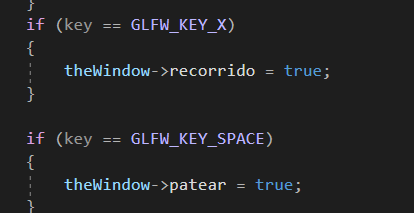 }
if (key == GLFW_KEY_X)
{
theWindow->recorrido = true;
}
if (key == GLFW_KEY_SPACE)
{
theWindow->patear = true;
}